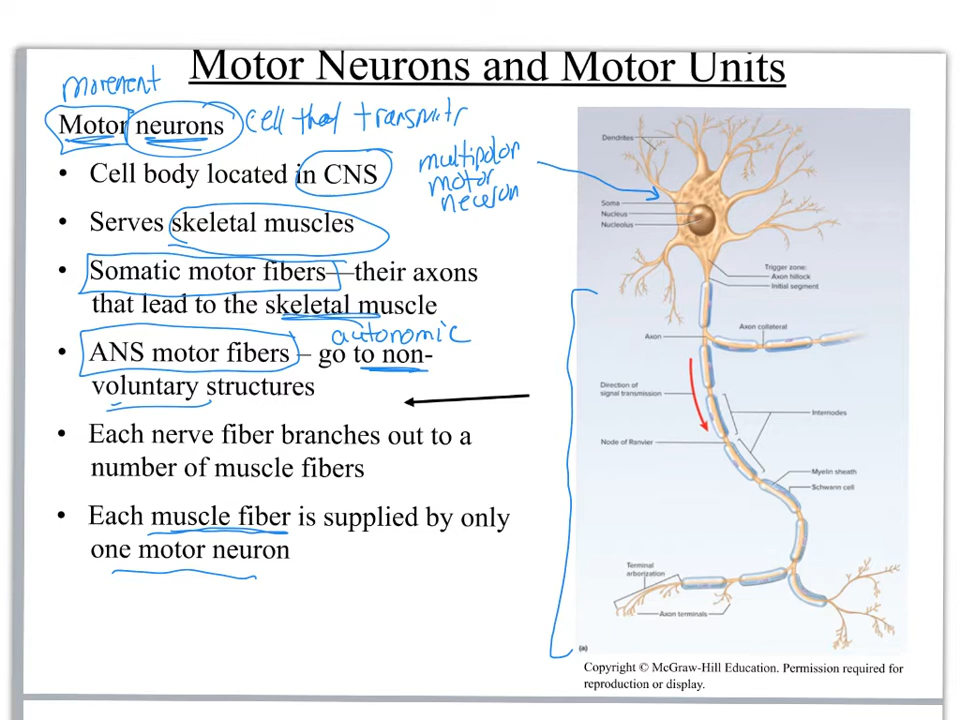 Motor Neurons and Motor Units
movement
Motor neurons cell that transmitr
• Cell body located in CNS
• Serves skeletal muscles
• Somatic motor fibers—their axons
that lead to the skeletal muscle
autonomic
• ANS motor fibers – go to non-
voluntary structures
• Each nerve fiber branches out to a
number of muscle fibers
• Each muscle fiber is supplied by only
one motor neuron
multipolar
motor
neuron
Dendrites
Soma
Nucleus
Nucleolus
Trigger zone:
Axon hillock
Initial segment
Axon collateral
Axon
Direction of
signal transmission
Internodes
Node of Ranvier
Myelin sheath
Schwann cell
Terminal
arborization
Axon terminals
(a)
Copyright © McGraw-Hill Education. Permission required for
reproduction or display.